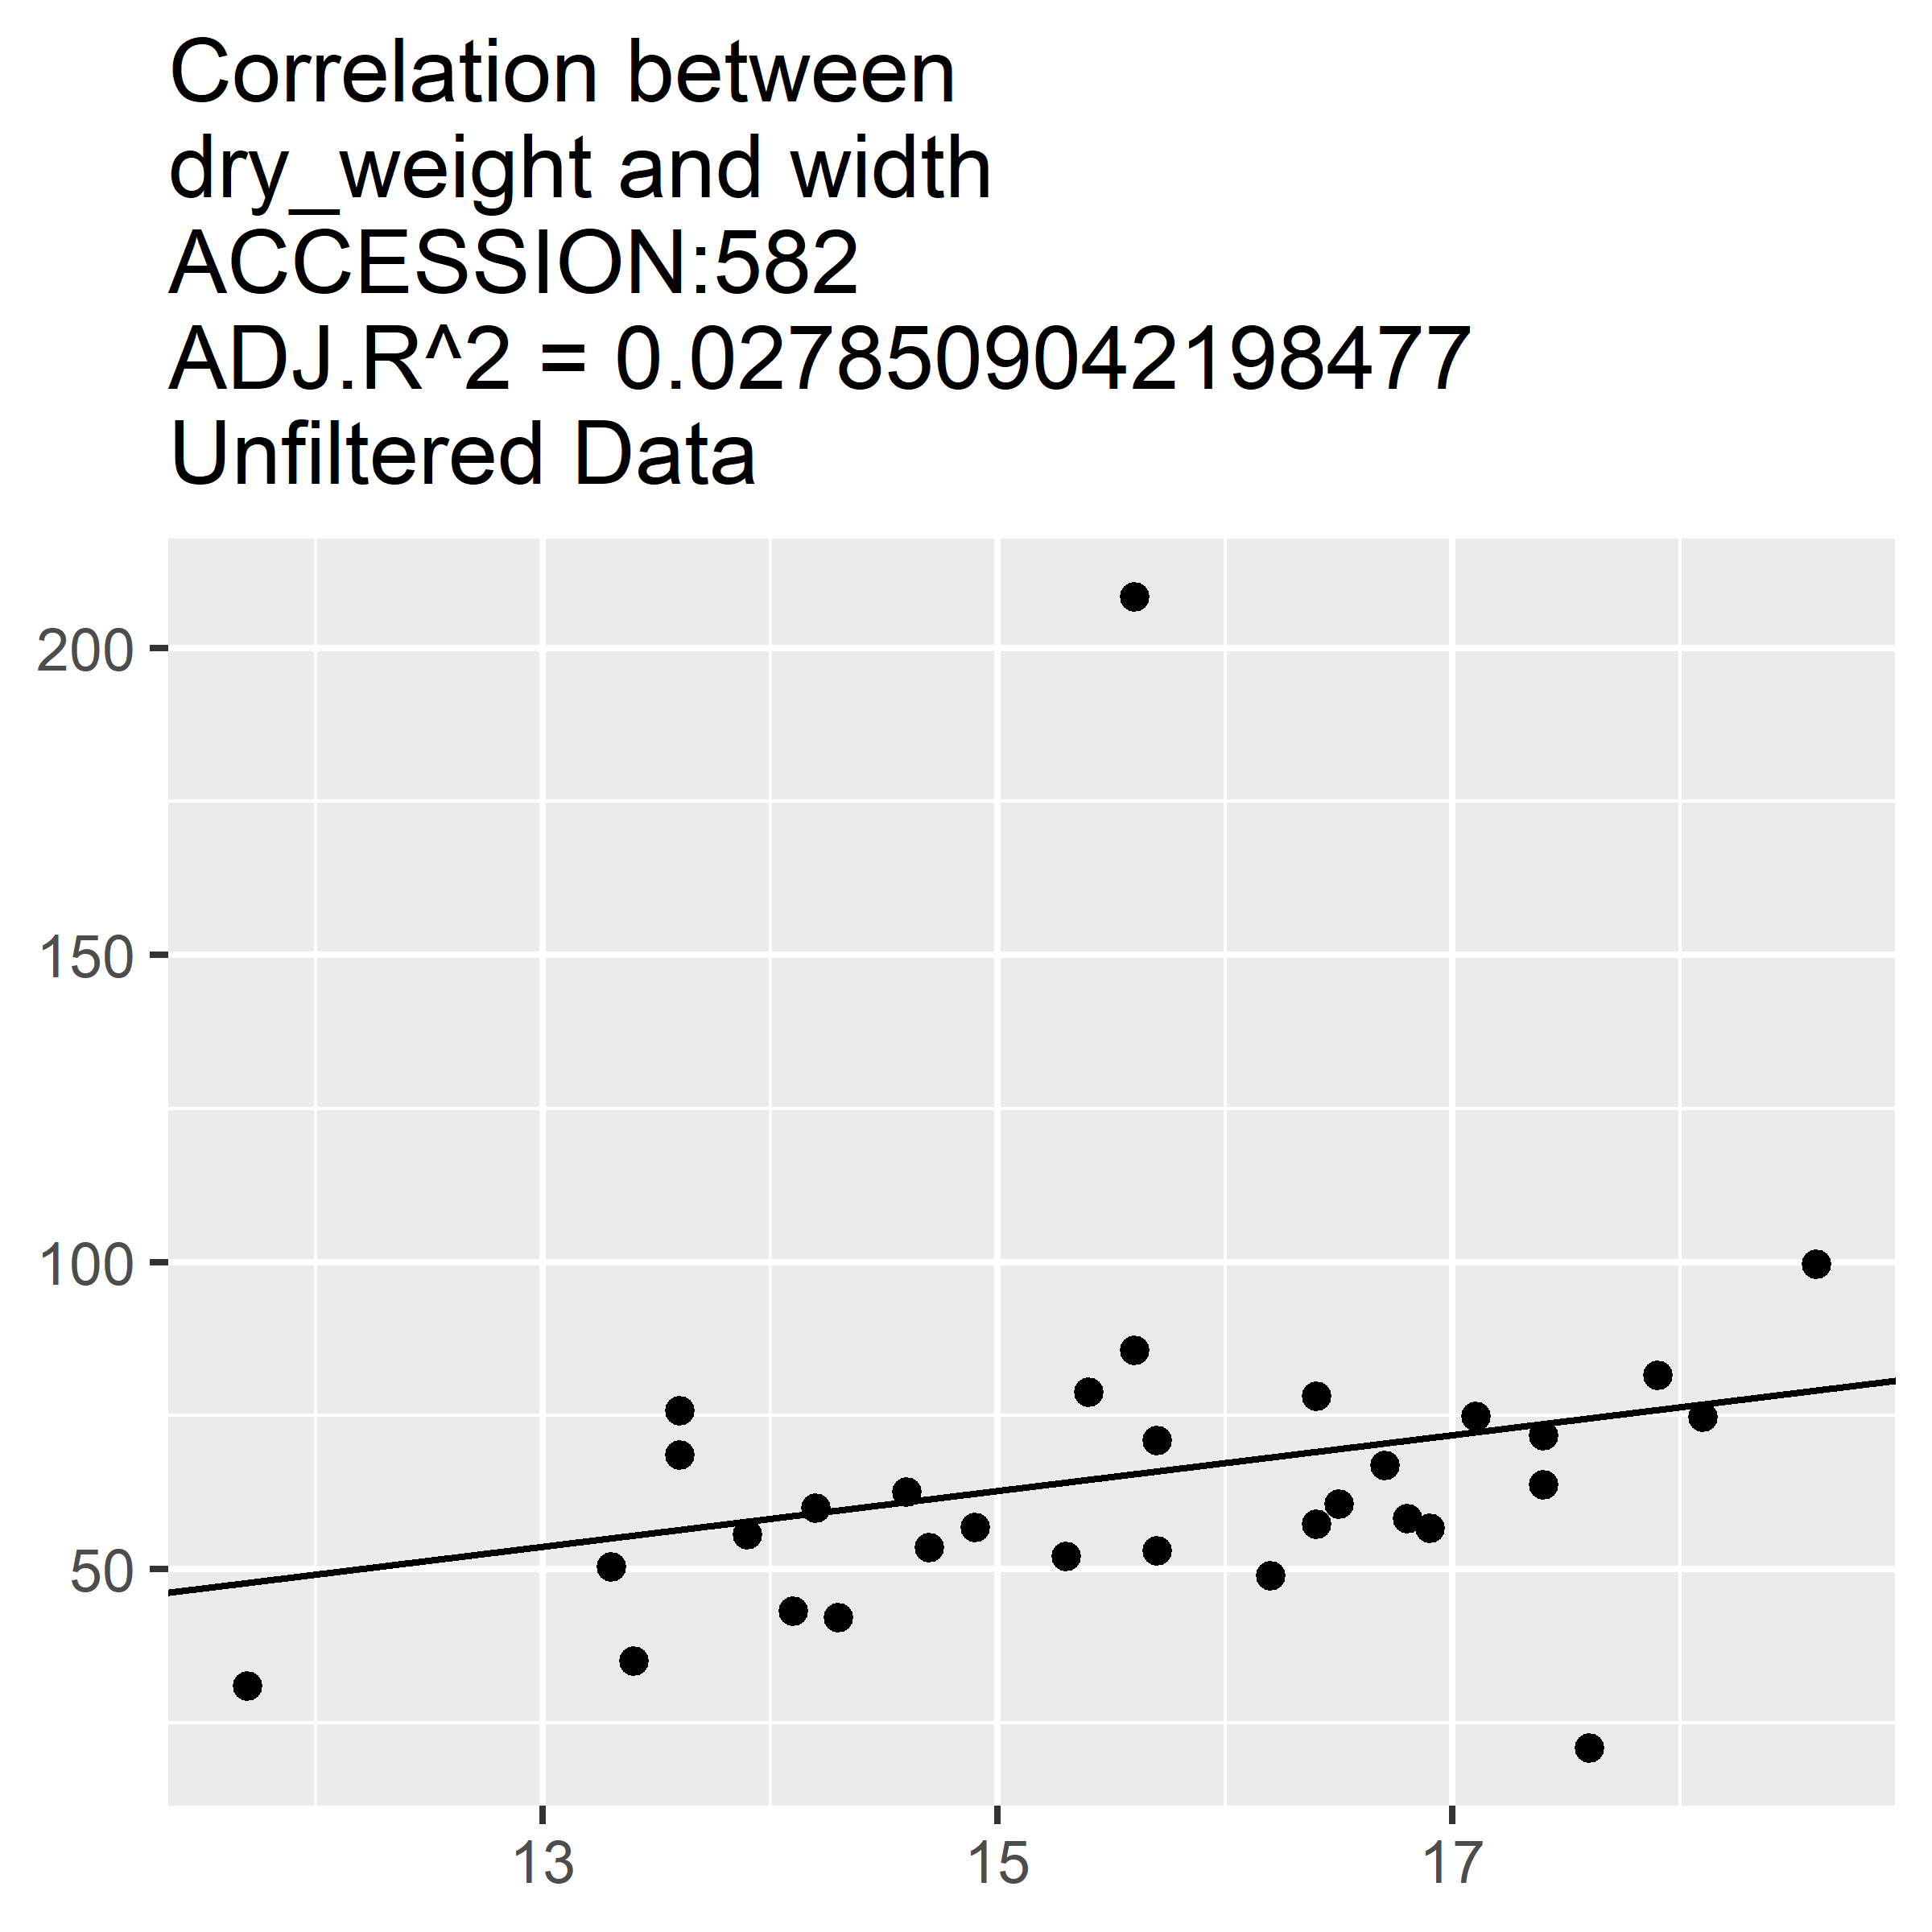 Correlation between
dry_weight and width
ACCESSION:582
ADJ.R^2 = 0.0278509042198477
Unfiltered Data
200
150
100
50
13 15 17